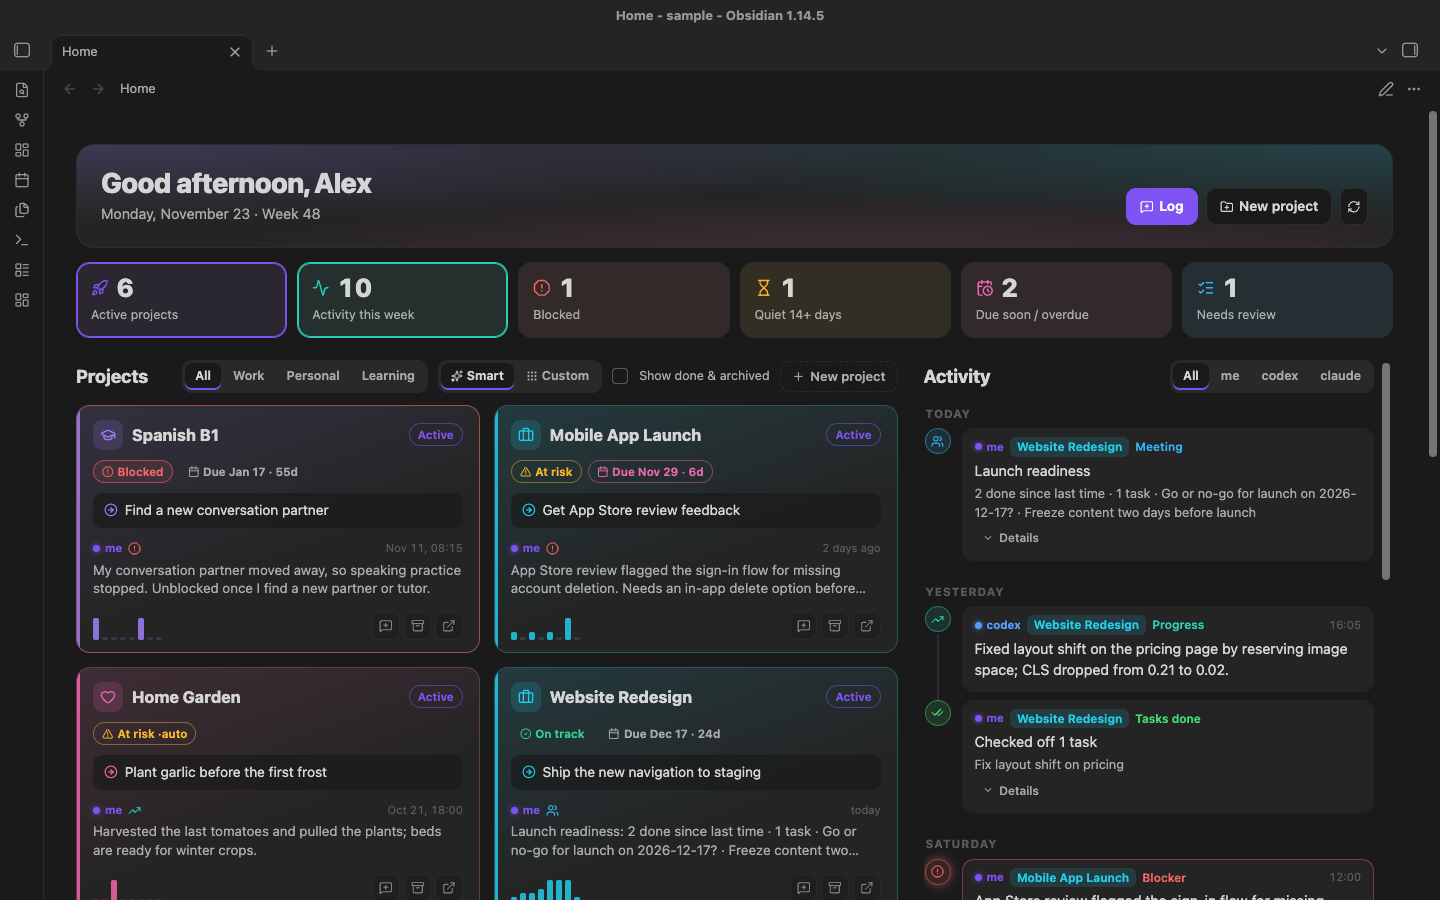 Home - sample - Obsidian 1.14.5
Home
Home
Good afternoon, Alex
Monday, November 23 · Week 48
Log
New project
6
Active projects
10
Activity this week
1
Blocked
1
Quiet 14+ days
2
Due soon / overdue
1
Needs review
Projects
All
Work
Personal
Learning
Smart
Custom
Show done & archived
New project
Spanish B1
Active
Blocked
Due Jan 17 · 55d
Find a new conversation partner
me
Nov 11, 08:15
My conversation partner moved away, so speaking practice
stopped. Unblocked once I find a new partner or tutor.
Mobile App Launch
Active
At risk
Due Nov 29 · 6d
Get App Store review feedback
me
2 days ago
App Store review flagged the sign-in flow for missing
account deletion. Needs an in-app delete option before…
Home Garden
Active
At risk ·auto
Plant garlic before the first frost
me
Oct 21, 18:00
Harvested the last tomatoes and pulled the plants; beds
are ready for winter crops.
Website Redesign
Active
On track
Due Dec 17 · 24d
Ship the new navigation to staging
me
today
Launch readiness: 2 done since last time · 1 task · Go or
no-go for launch on 2026-12-17? · Freeze content two…
Activity
All
me
codex
claude
TODAY
me
Website Redesign
Meeting
Launch readiness
2 done since last time · 1 task · Go or no-go for launch on 2026-
12-17? · Freeze content two days before launch
Details
YESTERDAY
codex
Website Redesign
Progress
16:05
Fixed layout shift on the pricing page by reserving image
space; CLS dropped from 0.21 to 0.02.
me
Website Redesign
Tasks done
Checked off 1 task
Fix layout shift on pricing
Details
SATURDAY
me
Mobile App Launch
Blocker
12:00
App Store review flagged the sign-in flow for missing